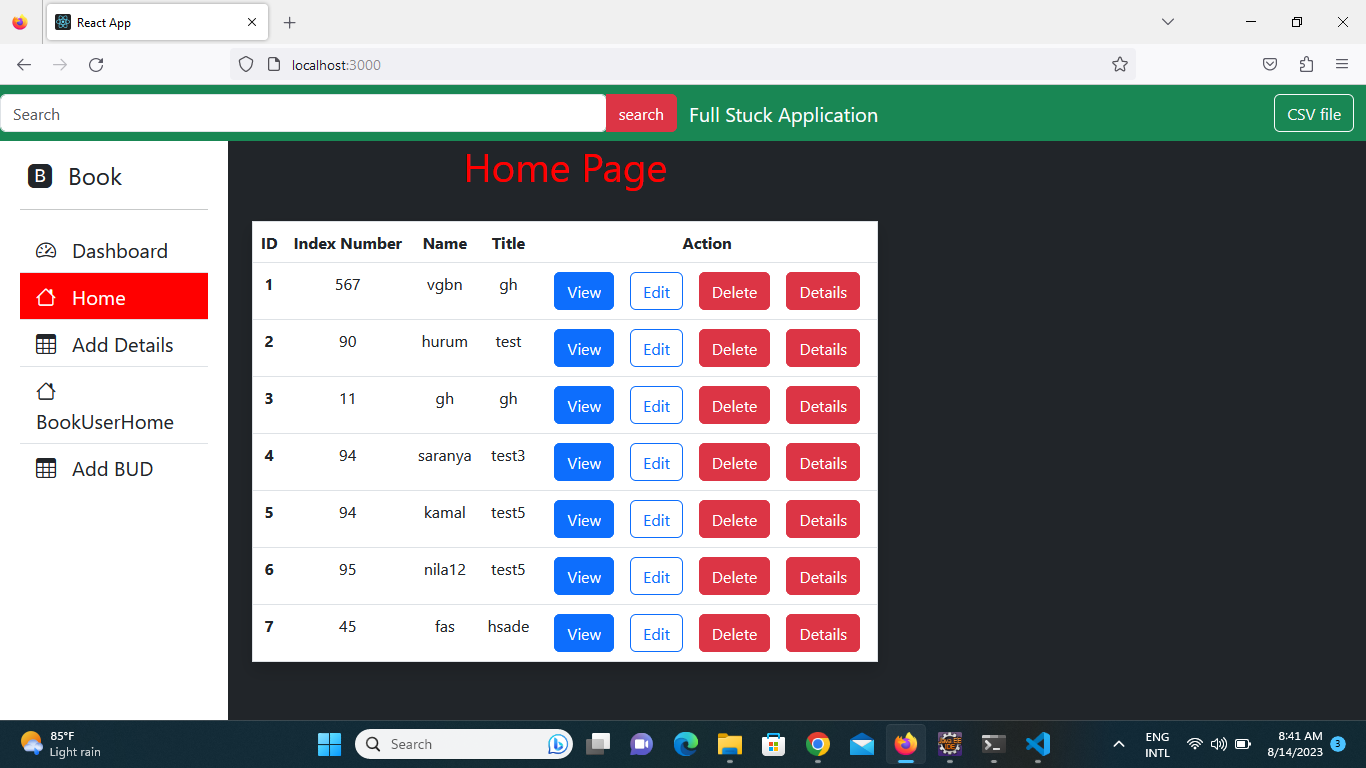 React App
localhost:3000
Search search Full Stuck Application CSV file
B Book
Dashboard
Home
Add Details
BookUserHome
Add BUD
Home Page
ID Index Number Name Title Action
1 567 vgbn gh View Edit Delete Details
2 90 hurum test View Edit Delete Details
3 11 gh gh View Edit Delete Details
4 94 saranya test3 View Edit Delete Details
5 94 kamal test5 View Edit Delete Details
6 95 nila12 test5 View Edit Delete Details
7 45 fas hsade View Edit Delete Details
85°F
Light rain
Search
Java EE
IDE
ENG
INTL
8:41 AM
8/14/2023
3